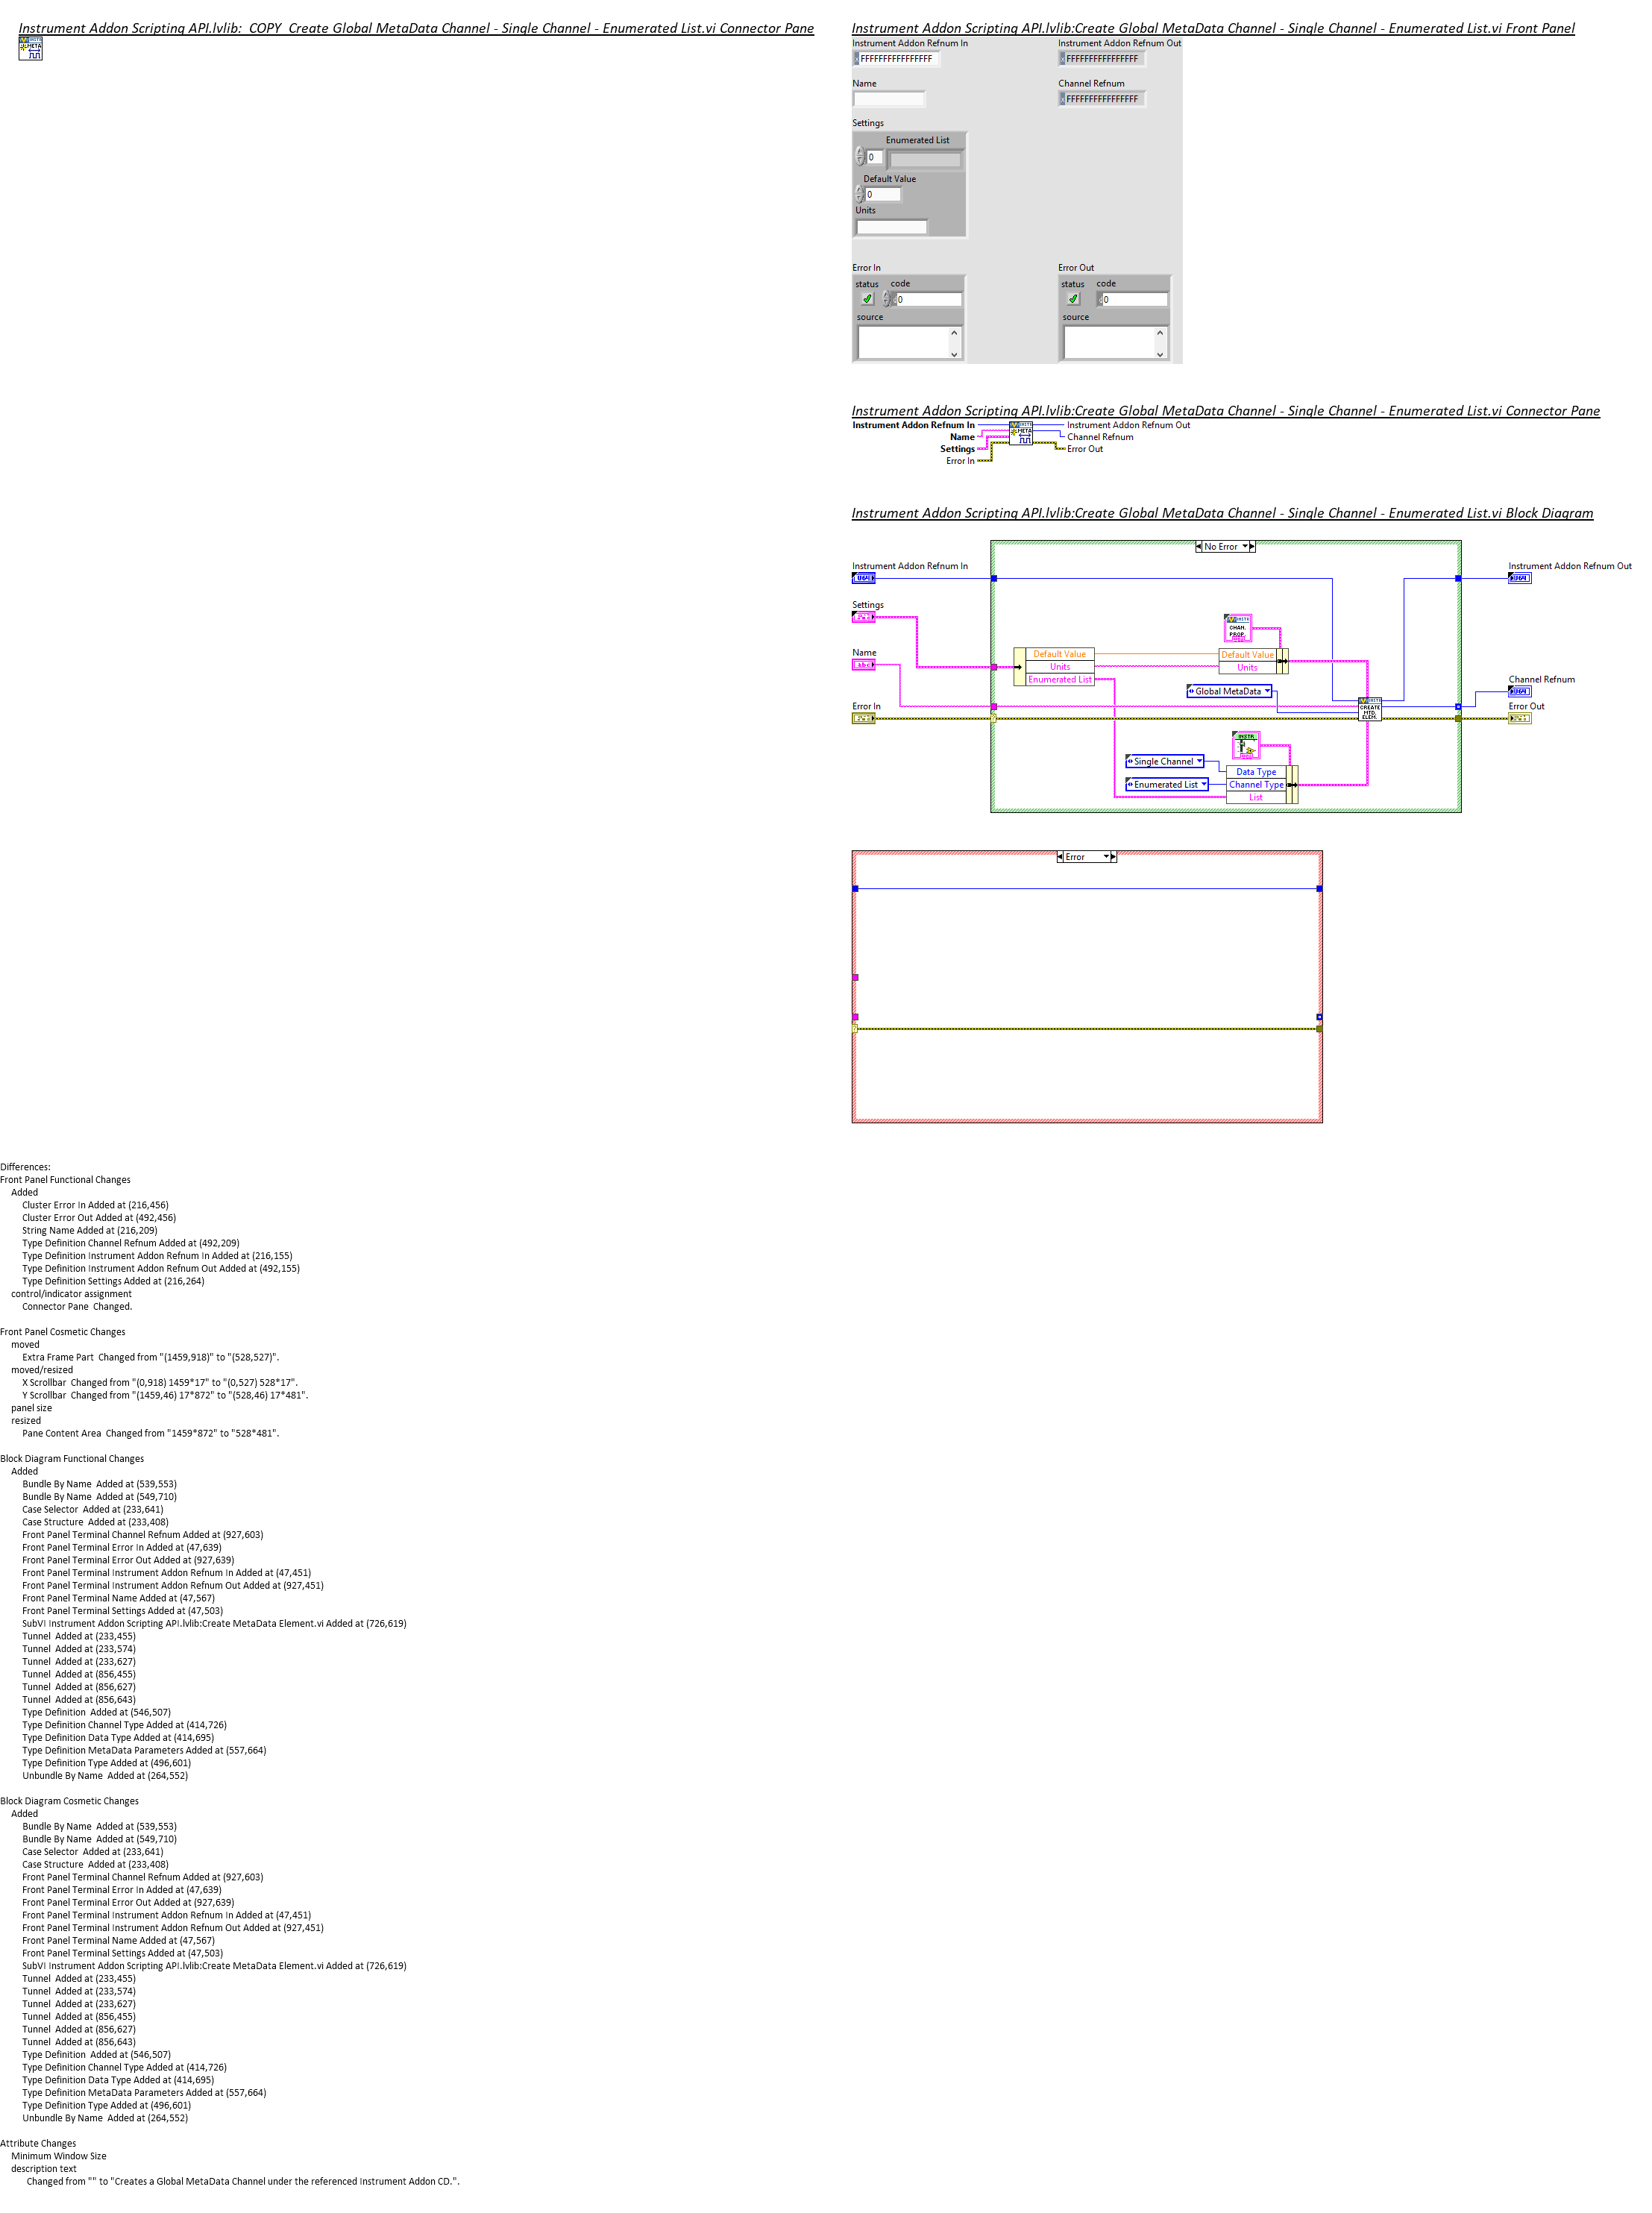 Instrument Addon Scripting API.lvlib:  COPY  Create Global MetaData Channel - Single Channel - Enumerated List.vi Connector Pane
META
Instrument Addon Scripting API.lvlib:Create Global MetaData Channel - Single Channel - Enumerated List.vi Front Panel
Instrument Addon Refnum In
Instrument Addon Refnum Out
FFFFFFFFFFFFFFFF
FFFFFFFFFFFFFFFF
Name
Channel Refnum
FFFFFFFFFFFFFFFF
Settings
Enumerated List
0
Default Value
0
Units
Error In
Error Out
status code
status code
0
0
source
source
Instrument Addon Scripting API.lvlib:Create Global MetaData Channel - Single Channel - Enumerated List.vi Connector Pane
Instrument Addon Refnum In
Instrument Addon Refnum Out
META
Name
Channel Refnum
Settings
Error Out
Error In
Instrument Addon Scripting API.lvlib:Create Global MetaData Channel - Single Channel - Enumerated List.vi Block Diagram
No Error
Instrument Addon Refnum In
Instrument Addon Refnum Out
Settings
CHAN.
PROP.
Name
Default Value
Units
Enumerated List
Default Value
Units
Channel Refnum
Global MetaData
Error In
CREATE
MTD.
ELEM.
Error Out
INSTR.
Single Channel
Data Type
Enumerated List
Channel Type
List
Error
Differences:
Front Panel Functional Changes
Added
Cluster Error In Added at (216,456)
Cluster Error Out Added at (492,456)
String Name Added at (216,209)
Type Definition Channel Refnum Added at (492,209)
Type Definition Instrument Addon Refnum In Added at (216,155)
Type Definition Instrument Addon Refnum Out Added at (492,155)
Type Definition Settings Added at (216,264)
control/indicator assignment
Connector Pane  Changed.
Front Panel Cosmetic Changes
moved
Extra Frame Part  Changed from "(1459,918)" to "(528,527)".
moved/resized
X Scrollbar  Changed from "(0,918) 1459*17" to "(0,527) 528*17".
Y Scrollbar  Changed from "(1459,46) 17*872" to "(528,46) 17*481".
panel size
resized
Pane Content Area  Changed from "1459*872" to "528*481".
Block Diagram Functional Changes
Added
Bundle By Name  Added at (539,553)
Bundle By Name  Added at (549,710)
Case Selector  Added at (233,641)
Case Structure  Added at (233,408)
Front Panel Terminal Channel Refnum Added at (927,603)
Front Panel Terminal Error In Added at (47,639)
Front Panel Terminal Error Out Added at (927,639)
Front Panel Terminal Instrument Addon Refnum In Added at (47,451)
Front Panel Terminal Instrument Addon Refnum Out Added at (927,451)
Front Panel Terminal Name Added at (47,567)
Front Panel Terminal Settings Added at (47,503)
SubVI Instrument Addon Scripting API.lvlib:Create MetaData Element.vi Added at (726,619)
Tunnel  Added at (233,455)
Tunnel  Added at (233,574)
Tunnel  Added at (233,627)
Tunnel  Added at (856,455)
Tunnel  Added at (856,627)
Tunnel  Added at (856,643)
Type Definition  Added at (546,507)
Type Definition Channel Type Added at (414,726)
Type Definition Data Type Added at (414,695)
Type Definition MetaData Parameters Added at (557,664)
Type Definition Type Added at (496,601)
Unbundle By Name  Added at (264,552)
Block Diagram Cosmetic Changes
Added
Bundle By Name  Added at (539,553)
Bundle By Name  Added at (549,710)
Case Selector  Added at (233,641)
Case Structure  Added at (233,408)
Front Panel Terminal Channel Refnum Added at (927,603)
Front Panel Terminal Error In Added at (47,639)
Front Panel Terminal Error Out Added at (927,639)
Front Panel Terminal Instrument Addon Refnum In Added at (47,451)
Front Panel Terminal Instrument Addon Refnum Out Added at (927,451)
Front Panel Terminal Name Added at (47,567)
Front Panel Terminal Settings Added at (47,503)
SubVI Instrument Addon Scripting API.lvlib:Create MetaData Element.vi Added at (726,619)
Tunnel  Added at (233,455)
Tunnel  Added at (233,574)
Tunnel  Added at (233,627)
Tunnel  Added at (856,455)
Tunnel  Added at (856,627)
Tunnel  Added at (856,643)
Type Definition  Added at (546,507)
Type Definition Channel Type Added at (414,726)
Type Definition Data Type Added at (414,695)
Type Definition MetaData Parameters Added at (557,664)
Type Definition Type Added at (496,601)
Unbundle By Name  Added at (264,552)
Attribute Changes
Minimum Window Size
description text
Changed from "" to "Creates a Global MetaData Channel under the referenced Instrument Addon CD.".